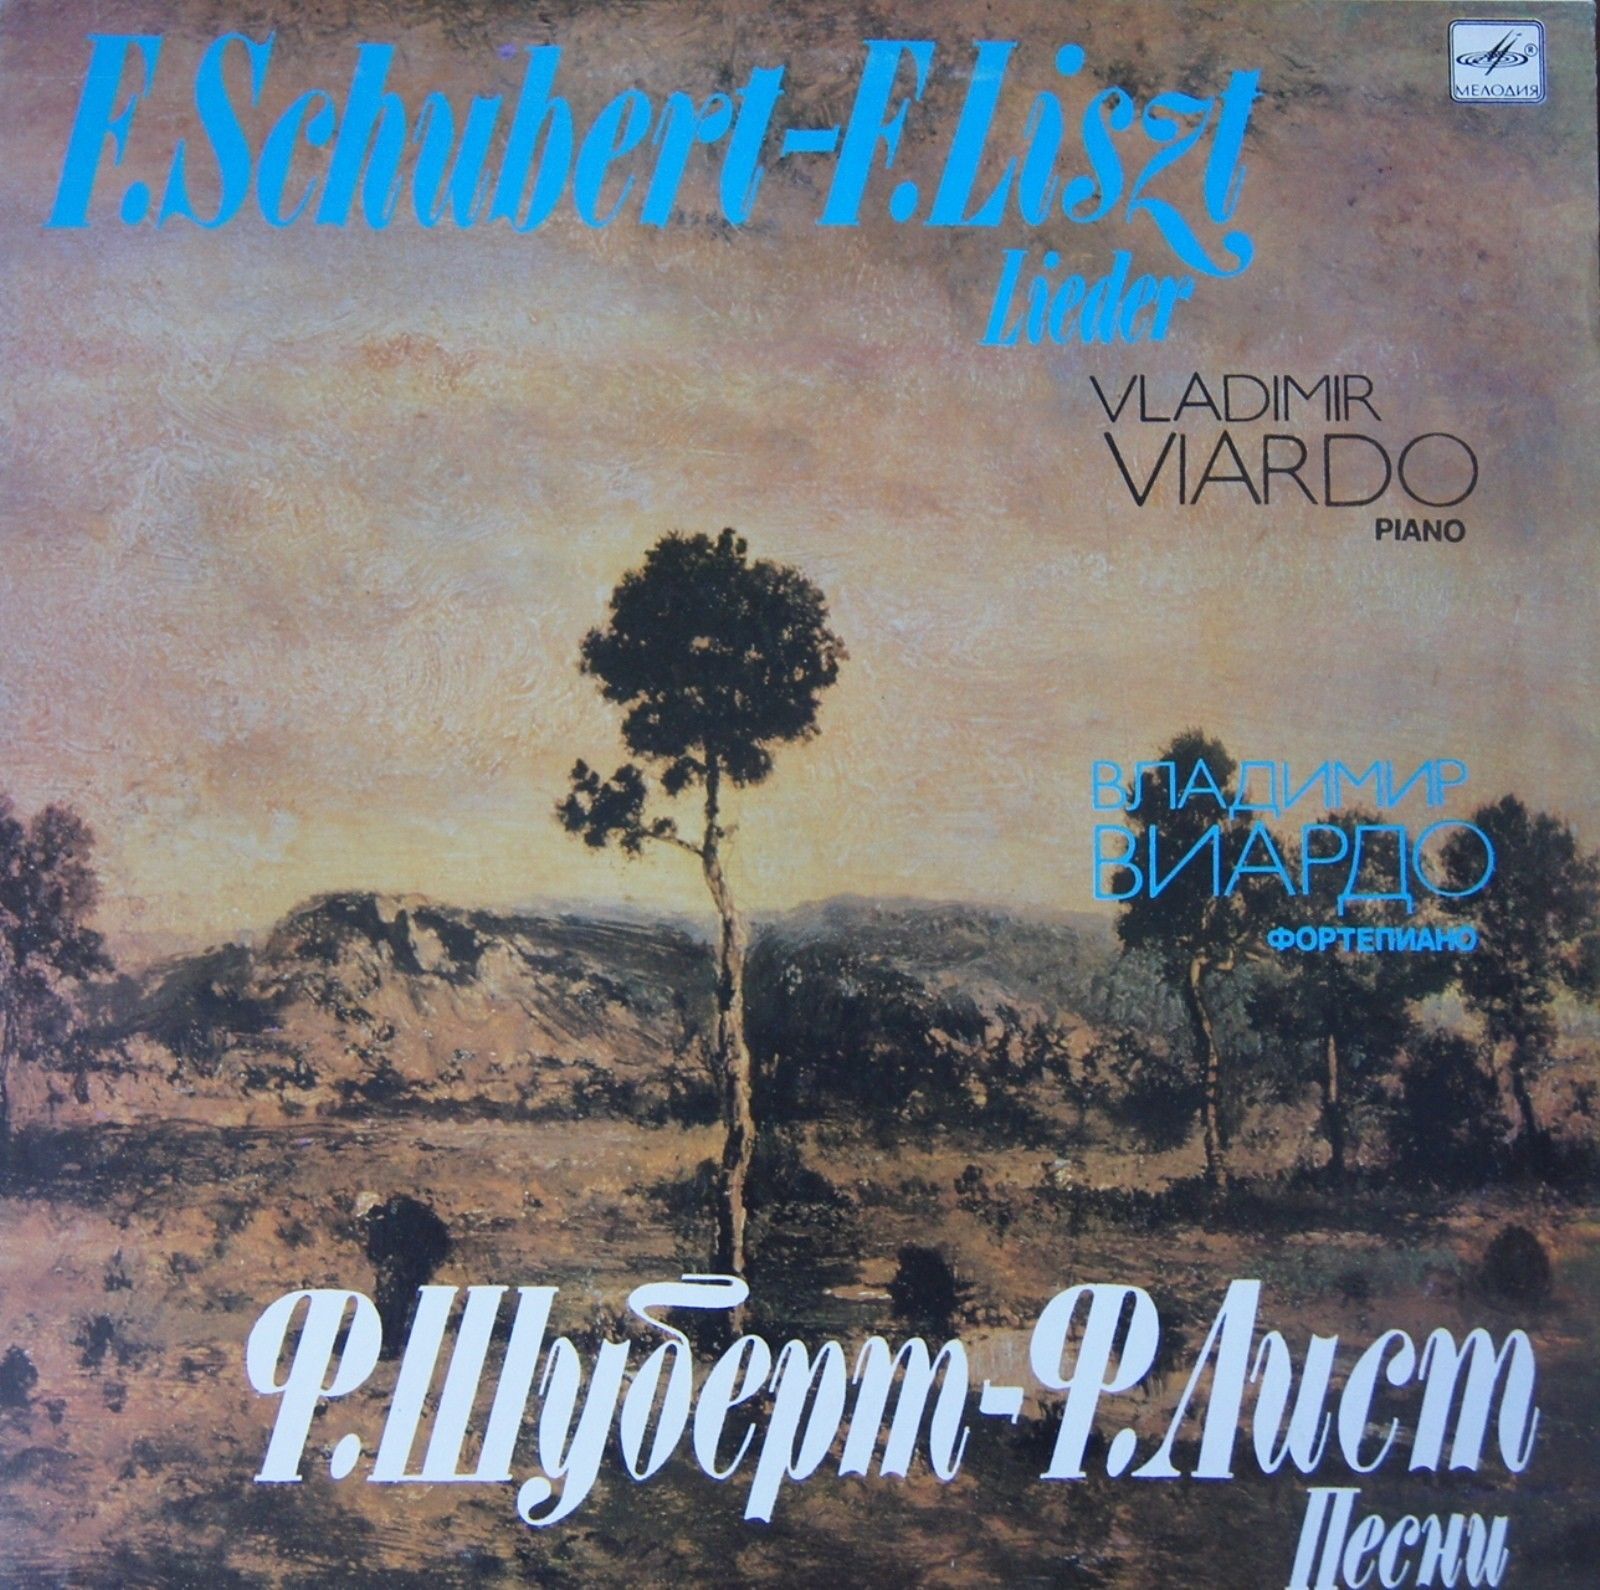 F. Schubert-F. Liszt
Lieder
МЕЛОДИЯ
VLADIMIR
VIARDO
PIANO
ВЛАДИМИР
ВИАРДО
ФОРТЕПИАНО
Ф. Шуберт-Ф. Лист
Песни